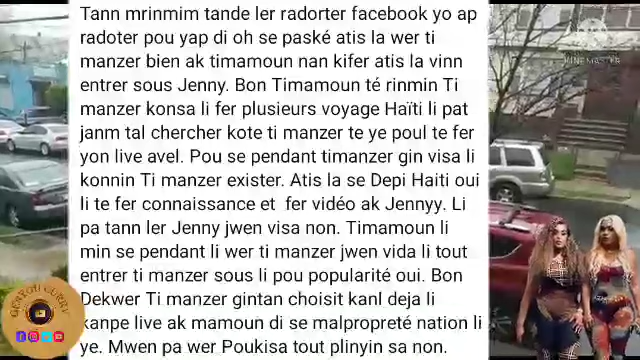 Tann mrinmim tande ler radorter facebook yo ap
radoter pou yap di oh se paské atis la wer ti
manzer bien ak timamoun nan kifer atis la vinn
entrer sous Jenny. Bon Timamoun té rinmin Ti
manzer konsa li fer plusieurs voyage Haïti li pat
janm tal chercher kote ti manzer te ye poul te fer
yon live avel. Pou se pendant timanzer gin visa li
konnin Ti manzer exister. Atis la se Depi Haiti oui
li te fer connaissance et fer vidéo ak Jennyy. Li
pa tann ler Jenny jwen visa non. Timamoun li
min se pendant li wer ti manzer jwen vida li tout
entrer ti manzer sous li pou popularité oui. Bon
Dekwer Ti manzer gintan choisit kanl deja li
kanpe live ak mamoun di se malpropreté nation li
ye. Mwen pa wer Poukisa tout plinyin sa non.
KINEMASTER